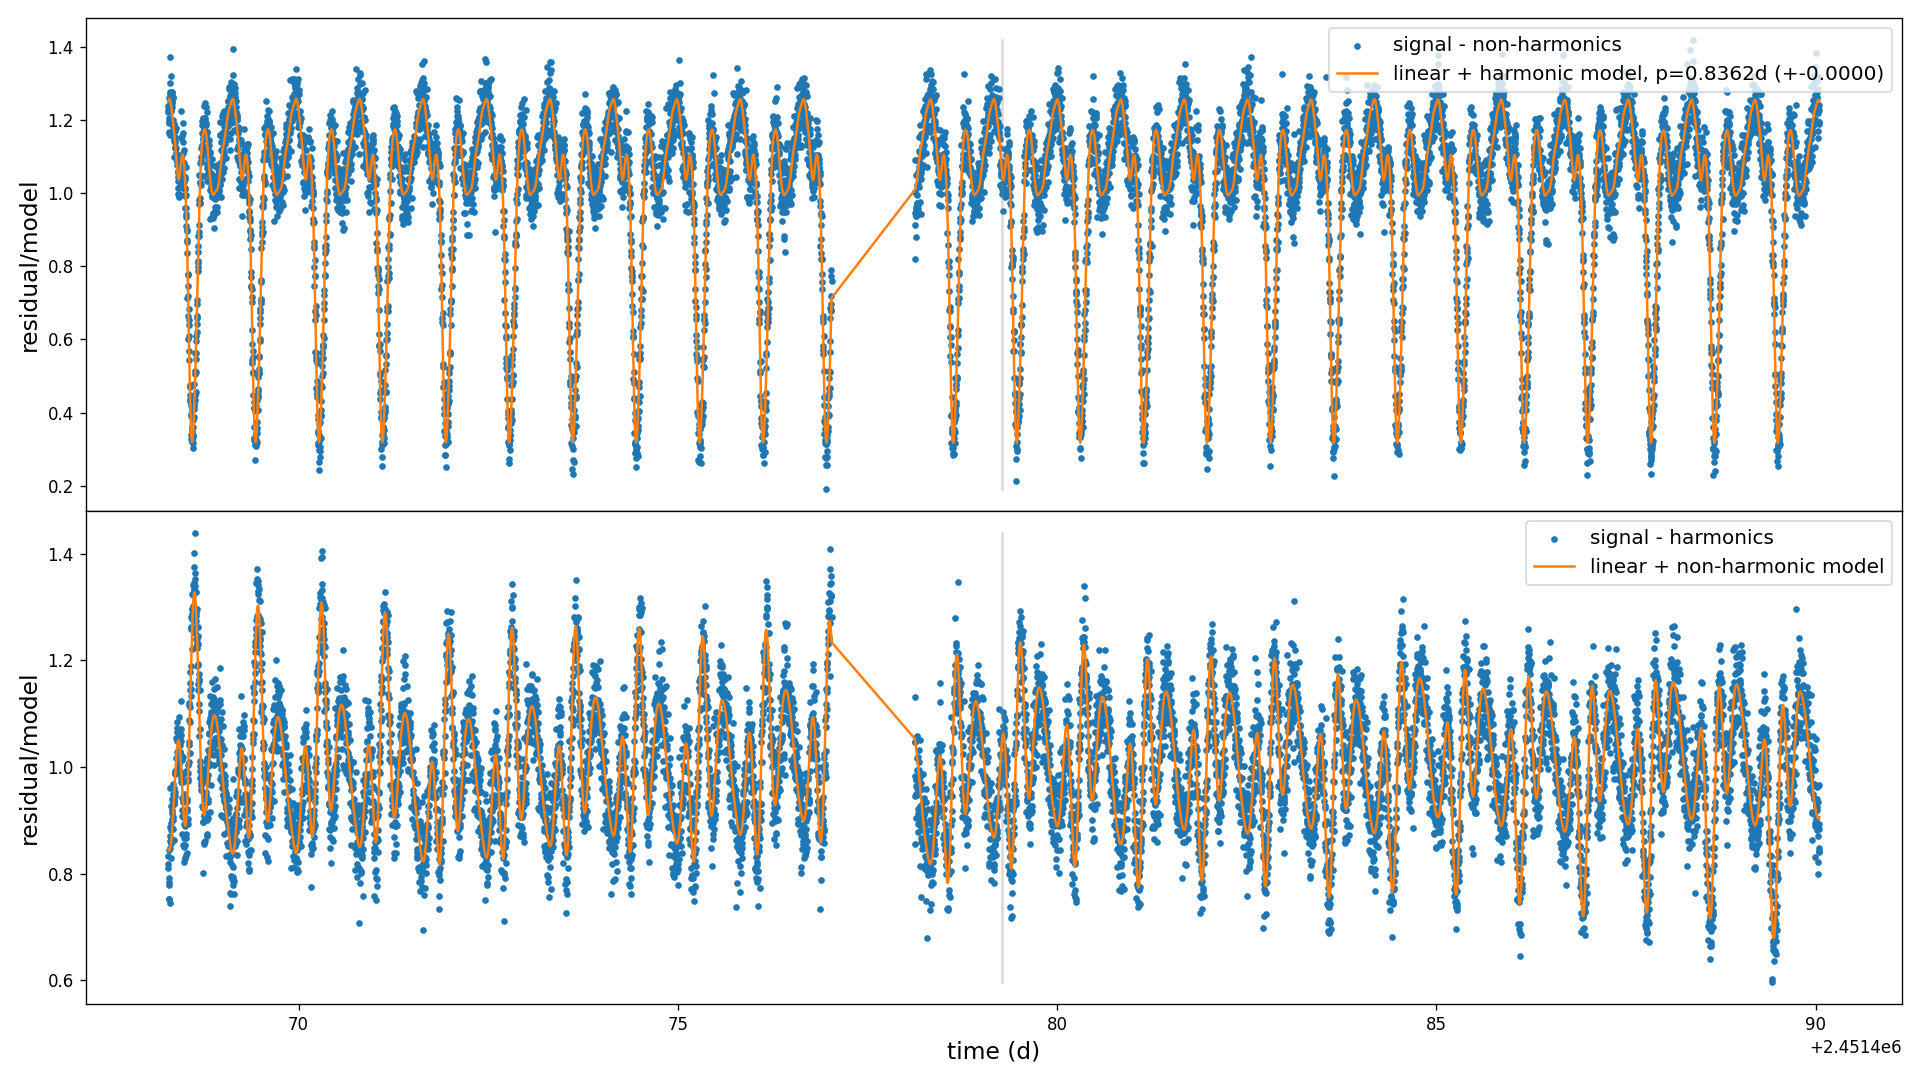 signal - non-harmonics
linear + harmonic model, p=0.8362d (+-0.0000)
residual/model
1.4
1.2
1.0
0.8
0.6
0.4
0.2
signal - harmonics
linear + non-harmonic model
residual/model
1.4
1.2
1.0
0.8
0.6
70 75 80 85 90
time (d)
+2.4514e6